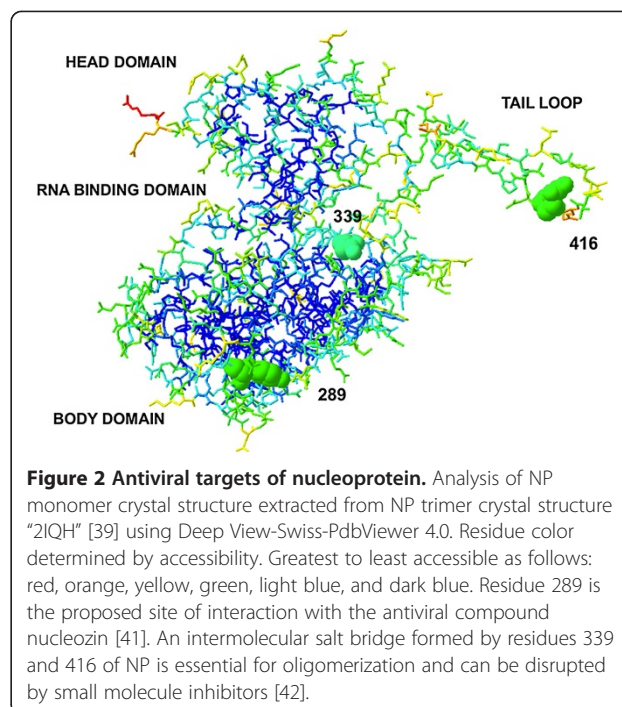 HEAD DOMAIN
TAIL LOOP
RNA BINDING DOMAIN
339
416
289
BODY DOMAIN
Figure 2 Antiviral targets of nucleoprotein. Analysis of NP
monomer crystal structure extracted from NP trimer crystal structure
“2IQH” [39] using Deep View-Swiss-PdbViewer 4.0. Residue color
determined by accessibility. Greatest to least accessible as follows:
red, orange, yellow, green, light blue, and dark blue. Residue 289 is
the proposed site of interaction with the antiviral compound
nucleozin [41]. An intermolecular salt bridge formed by residues 339
and 416 of NP is essential for oligomerization and can be disrupted
by small molecule inhibitors [42].